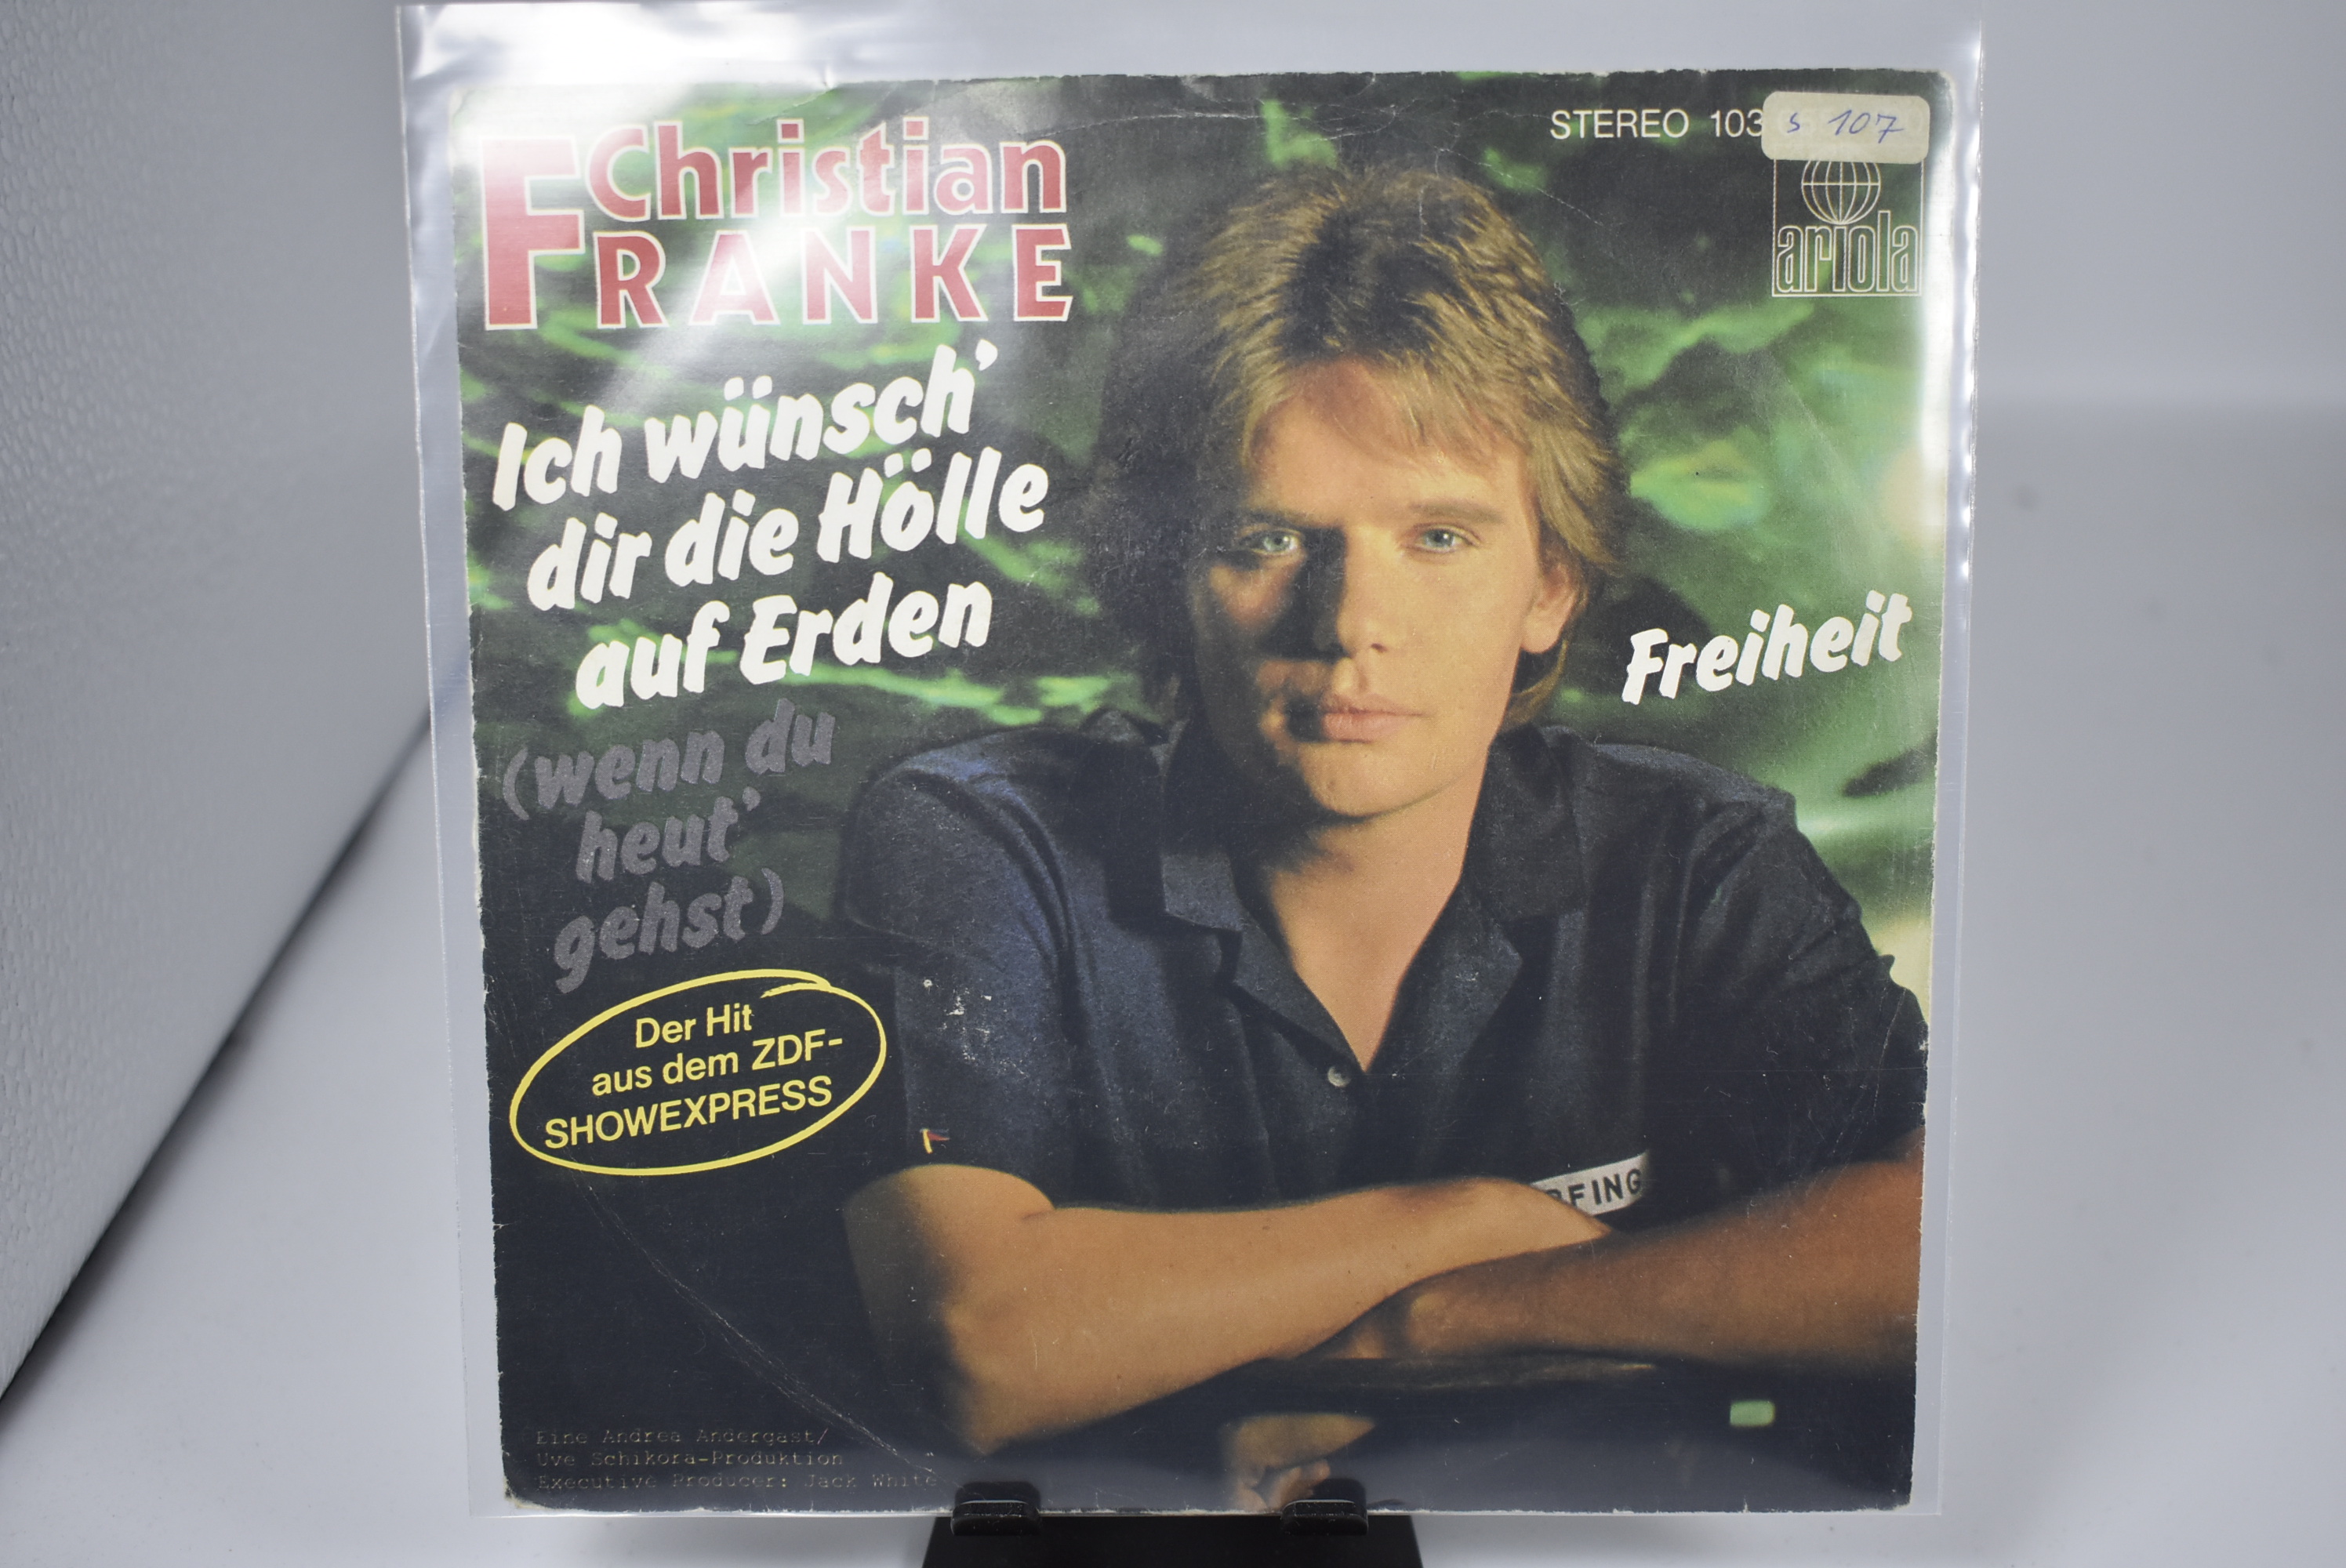 Christian
FRANKE
STEREO 103
s 107
ariola
Ich wünsch'
dir die Hölle
auf Erden
(wenn du
heut'
gehst)
Freiheit
Der Hit
aus dem ZDF-
SHOWEXPRESS
FING
Eine Andrea Andergast/
Uve Schikora-Produktion
Executive Producer: Jack White